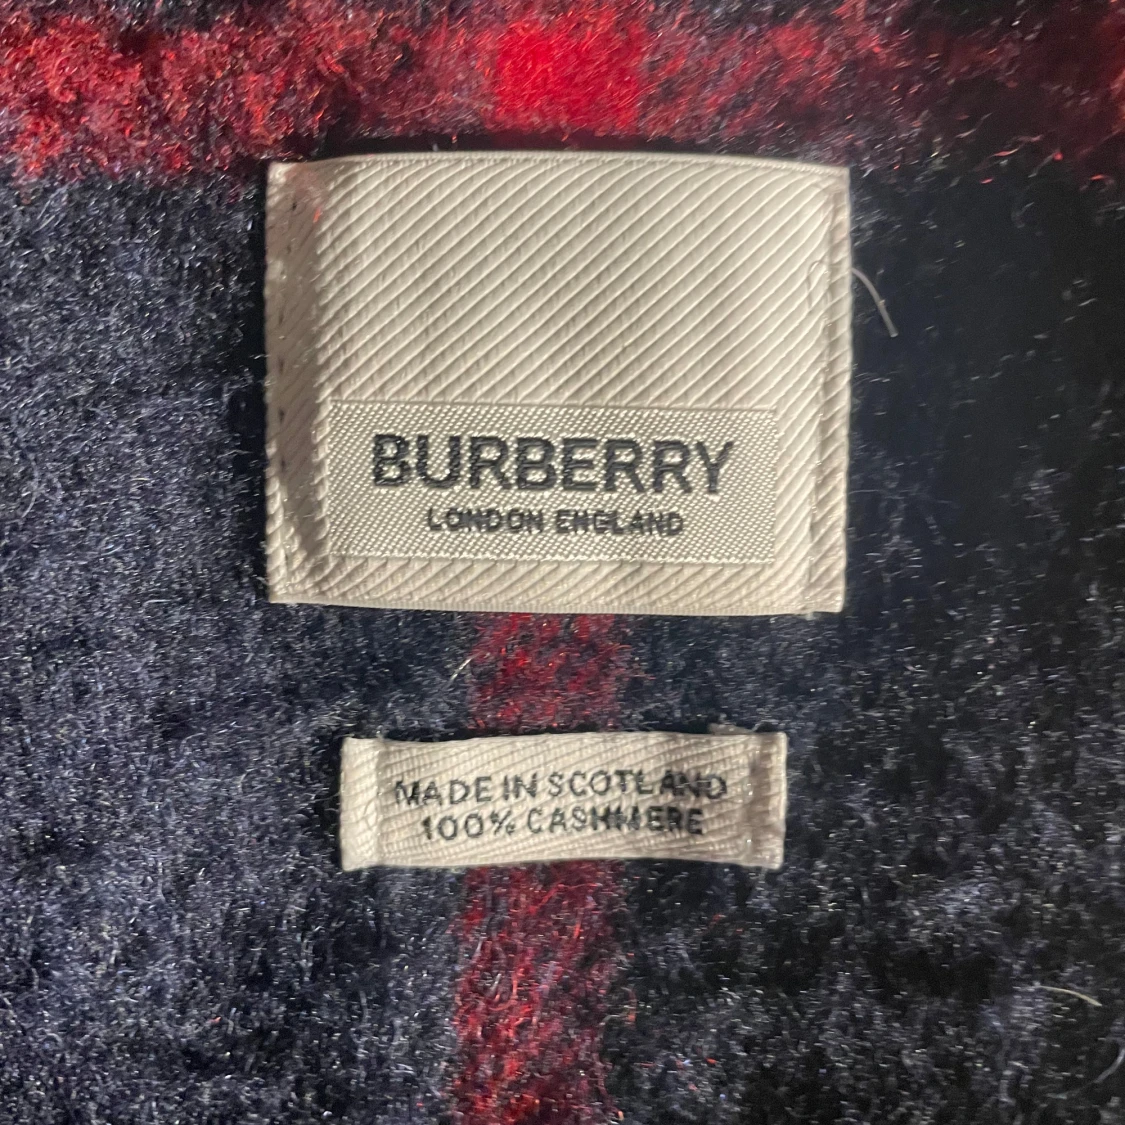 BURBERRY
LONDON ENGLAND
MADE IN SCOTLAND
100% CASHMERE